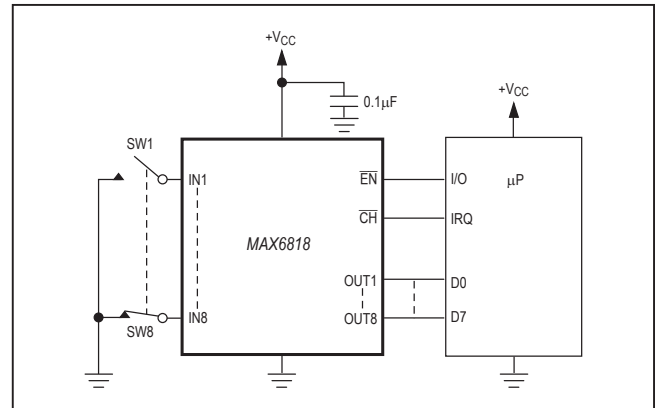 +VCC
0.1μF
+VCC
SW1
IN1
EN
I/O
μP
CH
IRQ
MAX6818
OUT1
D0
IN8
OUT8
D7
SW8